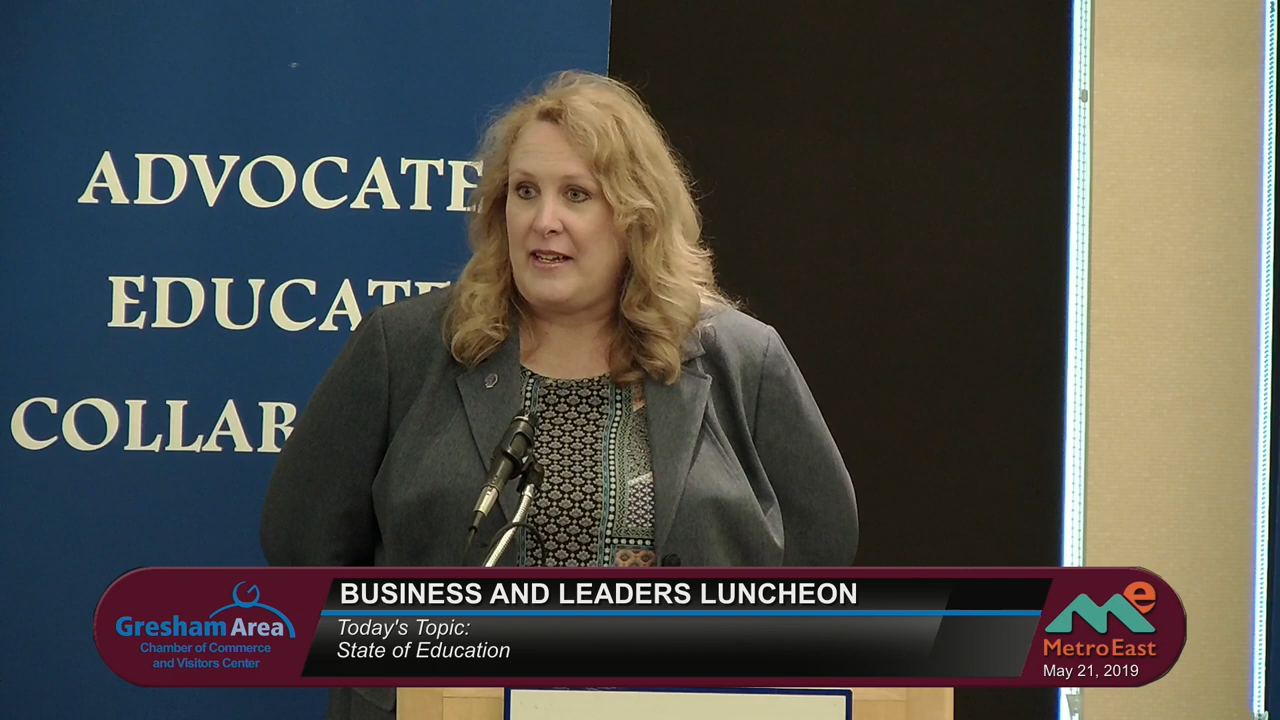 ADVOCATE
EDUCATE
COLLAB
BUSINESS AND LEADERS LUNCHEON
Today's Topic:
State of Education
Gresham Area
Chamber of Commerce
and Visitors Center
Me
MetroEast
May 21, 2019